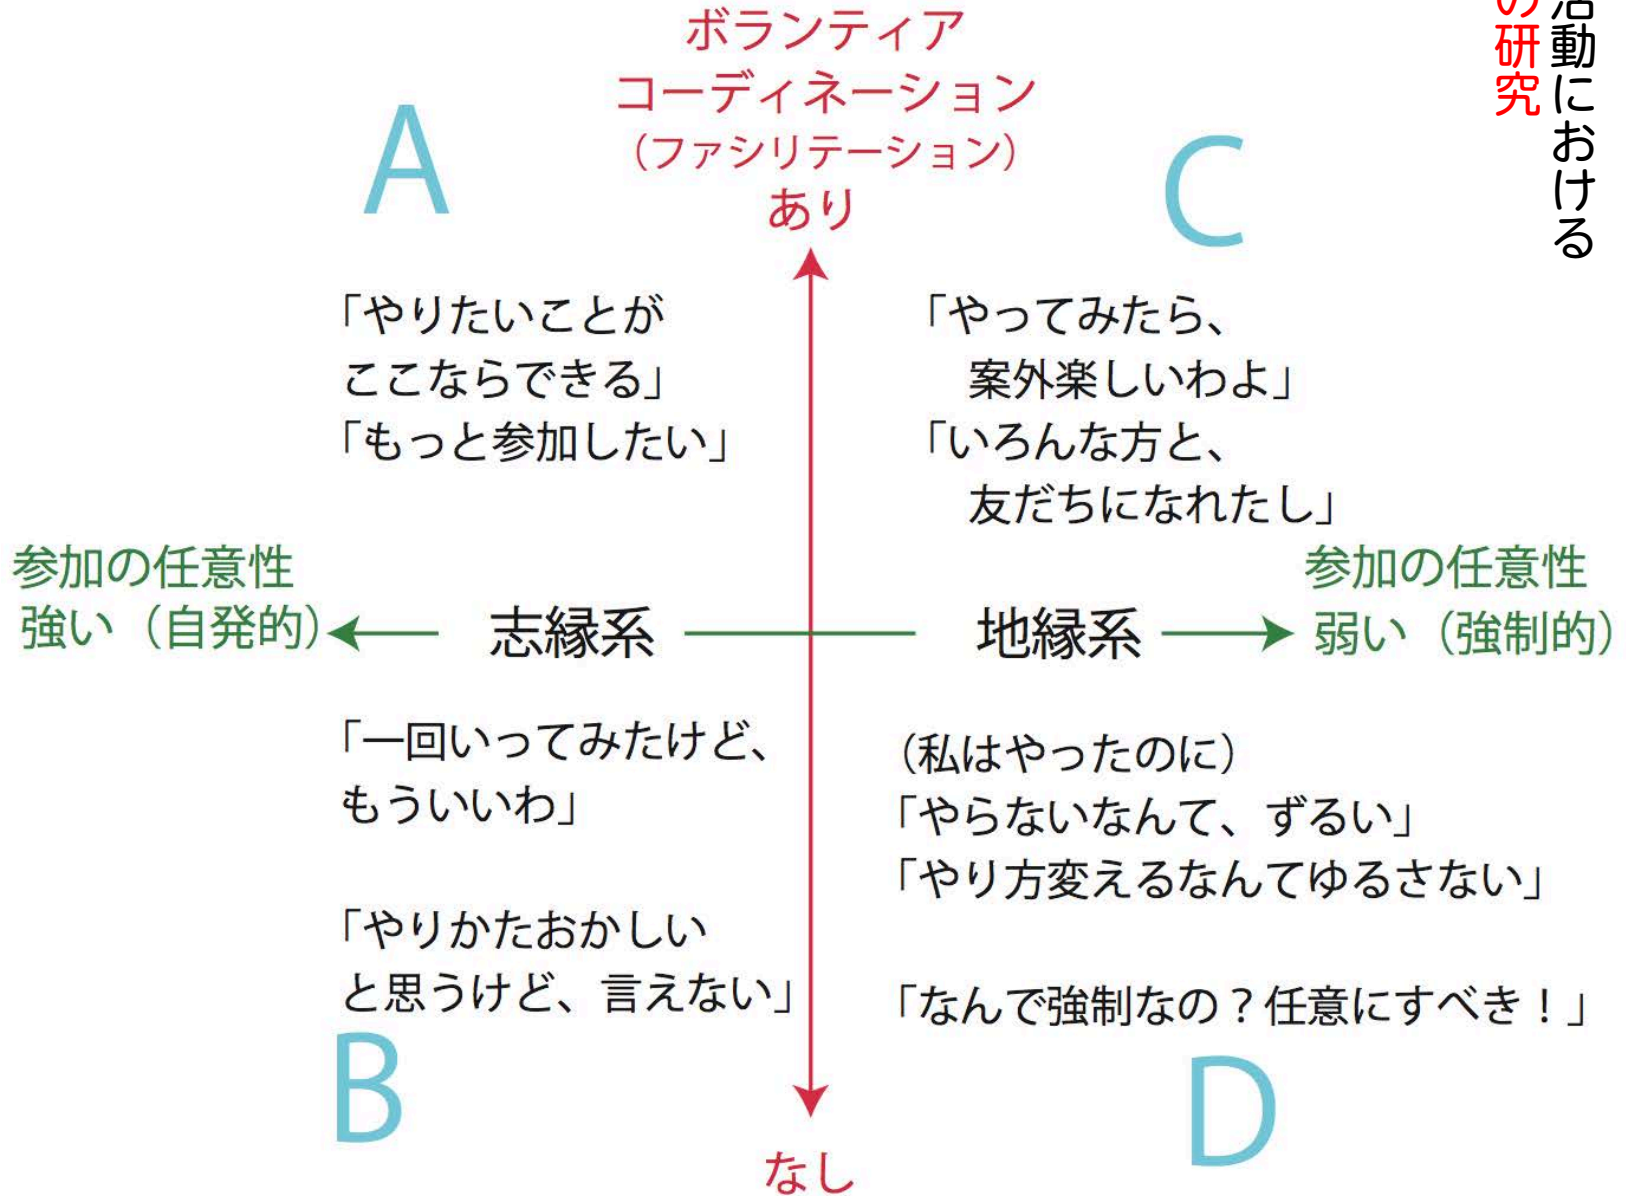 活動における
の研究
ボランティア
コーディネーション
（ファシリテーション）
あり
A
C
「やりたいことが
ここならできる」
「もっと参加したい」
「やってみたら、
案外楽しいわよ」
「いろんな方と、
友だちになれたし」
参加の任意性
強い（自発的）
志縁系
地縁系
参加の任意性
弱い（強制的）
「一回いってみたけど、
もういいわ」
「やりかたおかしい
と思うけど、言えない」
（私はやったのに）
「やらないなんて、ずるい」
「やり方変えるなんてゆるさない」
「なんで強制なの？任意にすべき！」
B
D
なし